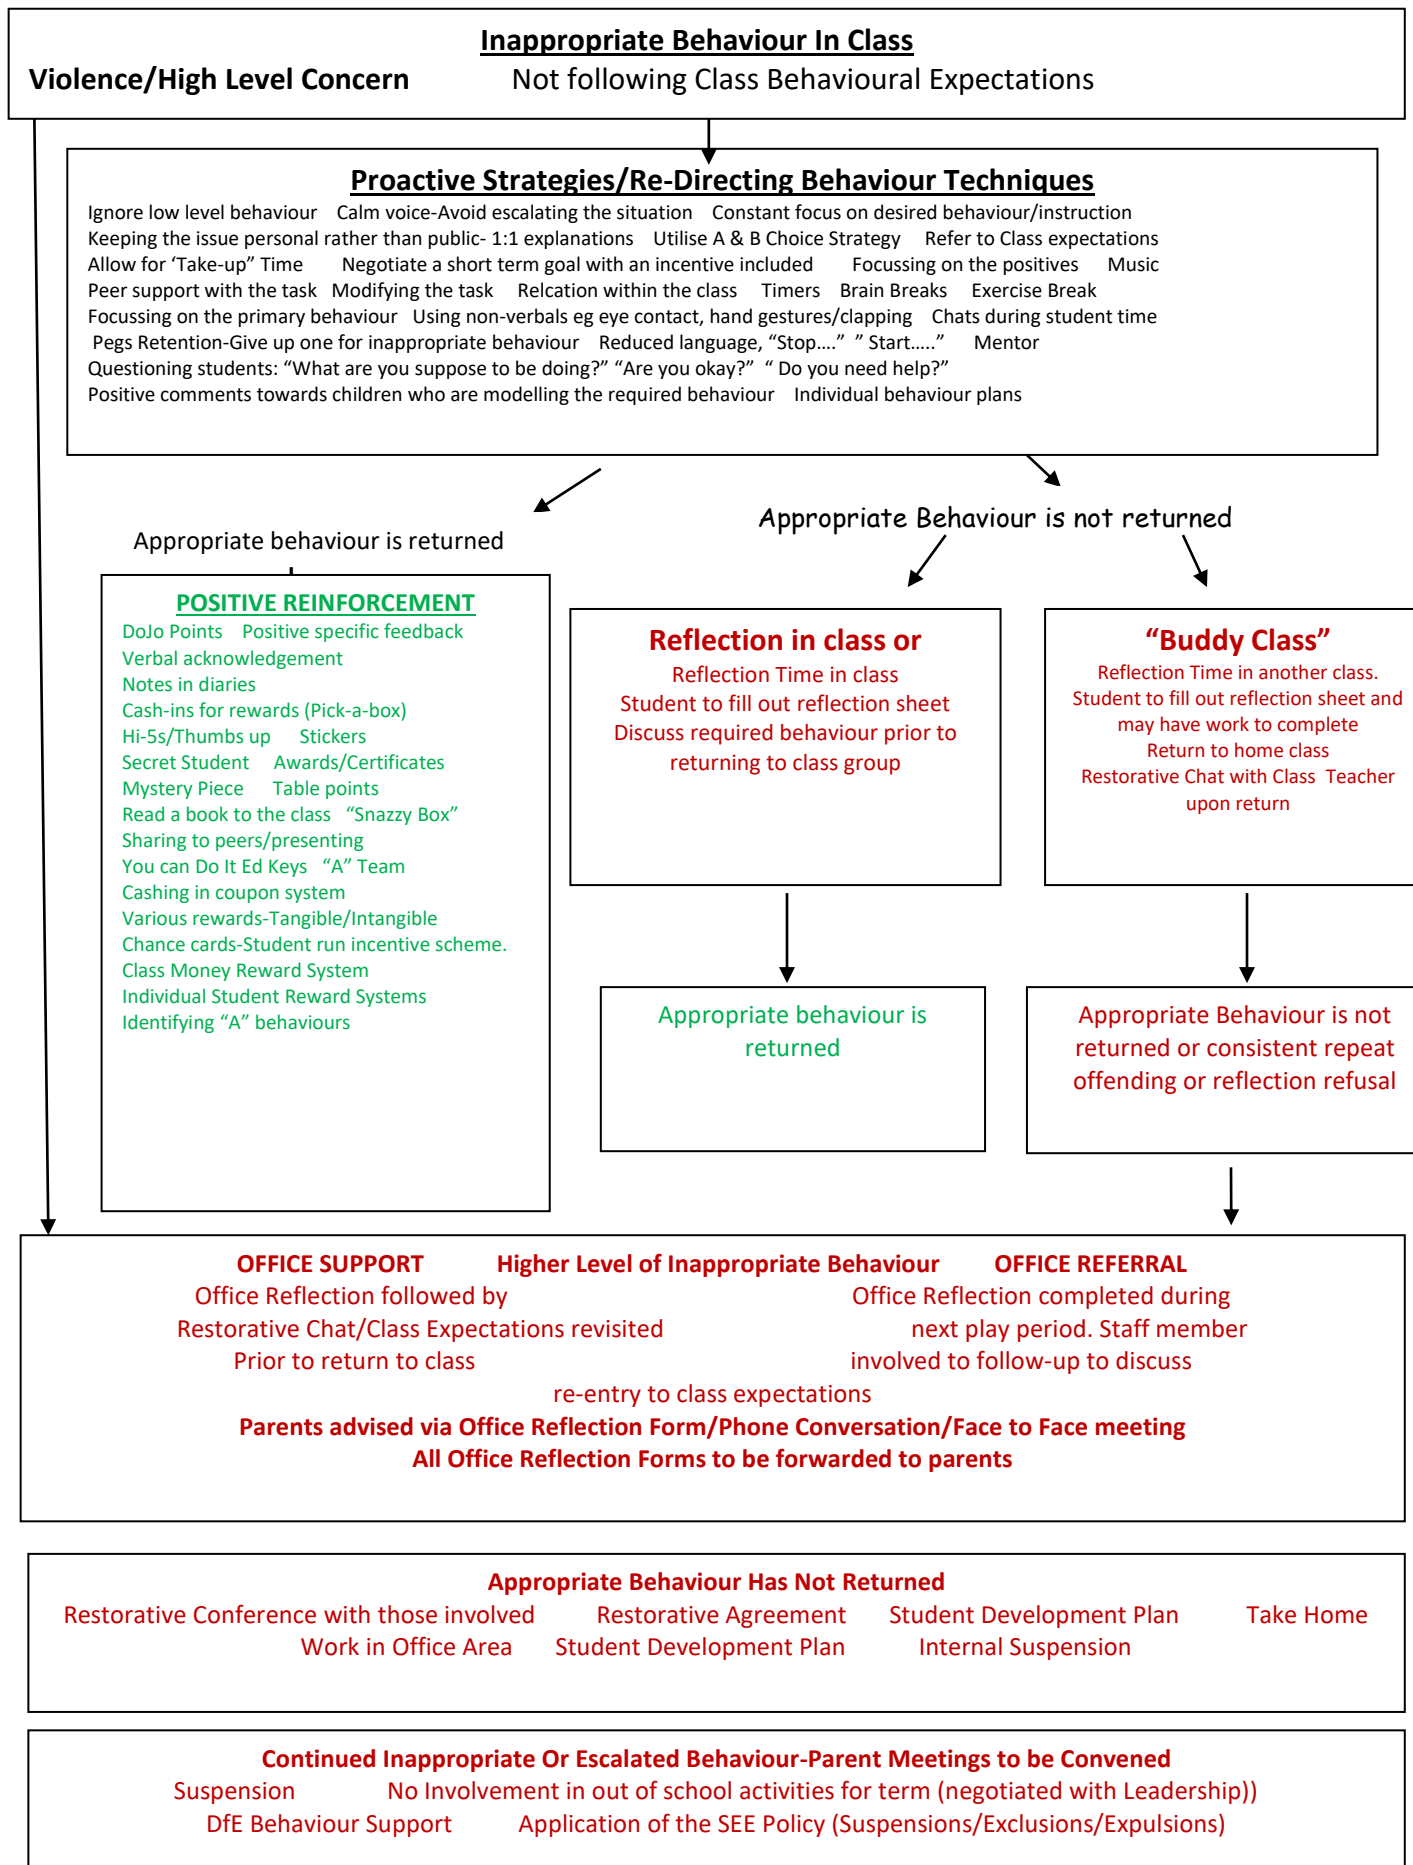 Inappropriate Behaviour In Class
Violence/High Level Concern Not following Class Behavioural Expectations
Proactive Strategies/Re-Directing Behaviour Techniques
Ignore low level behaviour Calm voice-Avoid escalating the situation Constant focus on desired behaviour/instruction
Keeping the issue personal rather than public- 1:1 explanations Utilise A & B Choice Strategy Refer to Class expectations
Allow for ‘Take-up” Time Negotiate a short term goal with an incentive included Focussing on the positives Music
Peer support with the task Modifying the task Relcation within the class Timers Brain Breaks Exercise Break
Focussing on the primary behaviour Using non-verbals eg eye contact, hand gestures/clapping Chats during student time
Pegs Retention-Give up one for inappropriate behaviour Reduced language, “Stop….” ” Start…..” Mentor
Questioning students: “What are you suppose to be doing?” “Are you okay?” “ Do you need help?”
Positive comments towards children who are modelling the required behaviour Individual behaviour plans
Appropriate behaviour is returned
Appropriate Behaviour is not returned
POSITIVE REINFORCEMENT
DoJo Points Positive specific feedback
Verbal acknowledgement
Notes in diaries
Cash-ins for rewards (Pick-a-box)
Hi-5s/Thumbs up Stickers
Secret Student Awards/Certificates
Mystery Piece Table points
Read a book to the class “Snazzy Box”
Sharing to peers/presenting
You can Do It Ed Keys “A” Team
Cashing in coupon system
Various rewards-Tangible/Intangible
Chance cards-Student run incentive scheme.
Class Money Reward System
Individual Student Reward Systems
Identifying “A” behaviours
Reflection in class or
Reflection Time in class
Student to fill out reflection sheet
Discuss required behaviour prior to
returning to class group
“Buddy Class”
Reflection Time in another class.
Student to fill out reflection sheet and
may have work to complete
Return to home class
Restorative Chat with Class Teacher
upon return
Appropriate behaviour is
returned
Appropriate Behaviour is not
returned or consistent repeat
offending or reflection refusal
OFFICE SUPPORT Higher Level of Inappropriate Behaviour OFFICE REFERRAL
Office Reflection followed by Office Reflection completed during
Restorative Chat/Class Expectations revisited next play period. Staff member
Prior to return to class involved to follow-up to discuss
re-entry to class expectations
Parents advised via Office Reflection Form/Phone Conversation/Face to Face meeting
All Office Reflection Forms to be forwarded to parents
Appropriate Behaviour Has Not Returned
Restorative Conference with those involved Restorative Agreement Student Development Plan Take Home
Work in Office Area Student Development Plan Internal Suspension
Continued Inappropriate Or Escalated Behaviour-Parent Meetings to be Convened
Suspension No Involvement in out of school activities for term (negotiated with Leadership))
DfE Behaviour Support Application of the SEE Policy (Suspensions/Exclusions/Expulsions)